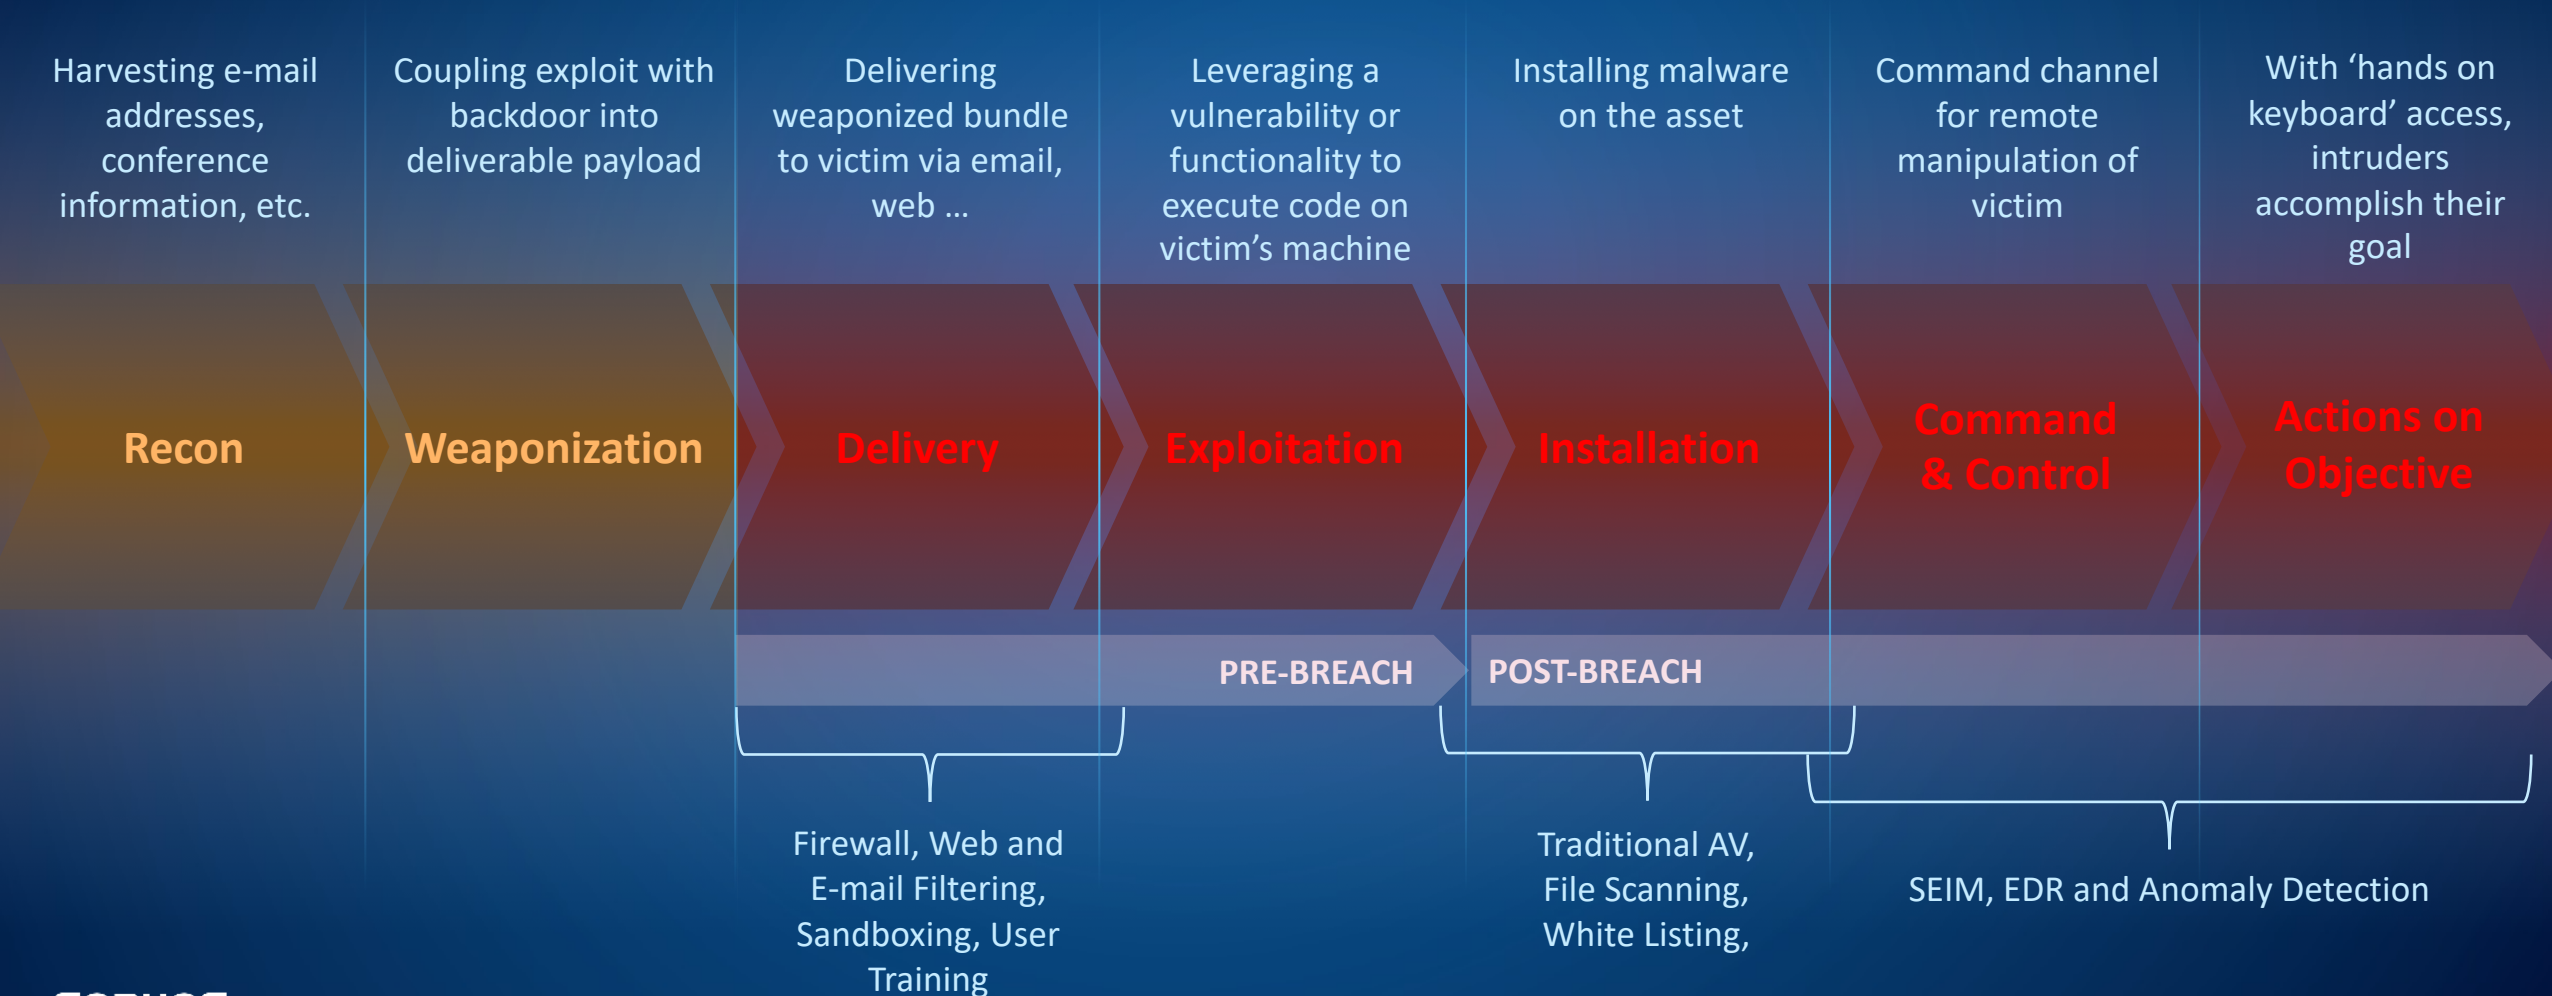 Harvesting e-mail
addresses,
conference
information, etc.
Coupling exploit with
backdoor into
deliverable payload
Delivering
weaponized bundle
to victim via email,
web ...
Leveraging a
vulnerability or
functionality to
execute code on
victim’s machine
Installing malware
on the asset
Command channel
for remote
manipulation of
victim
With ‘hands on
keyboard’ access,
intruders
accomplish their
goal
Recon
Weaponization
Delivery
Exploitation
Installation
Command
& Control
Actions on
Objective
PRE-BREACH
POST-BREACH
Firewall, Web and
E-mail Filtering,
Sandboxing, User
Training
Traditional AV,
File Scanning,
White Listing,
SEIM, EDR and Anomaly Detection